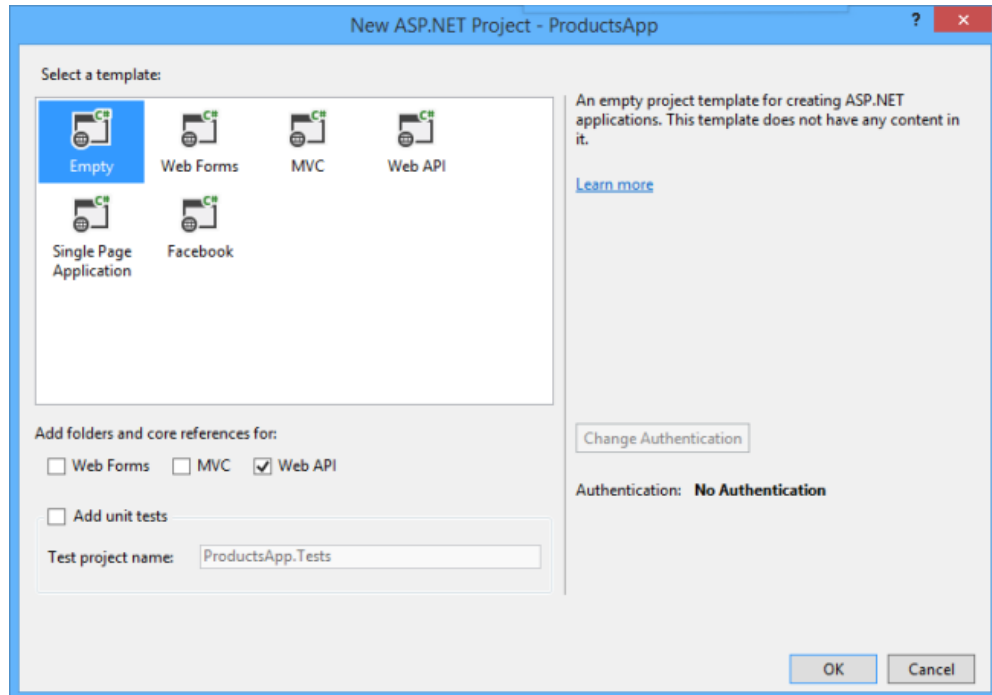 New ASP.NET Project - ProductsApp
?
Select a template:
C# C# C# C#
Empty Web Forms MVC Web API
C# C#
Single Page Facebook
Application
An empty project template for creating ASP.NET
applications. This template does not have any content in
it.
Learn more
Add folders and core references for:
Web Forms MVC Web API
Add unit tests
Test project name: ProductsApp.Tests
Change Authentication
Authentication: No Authentication
OK Cancel